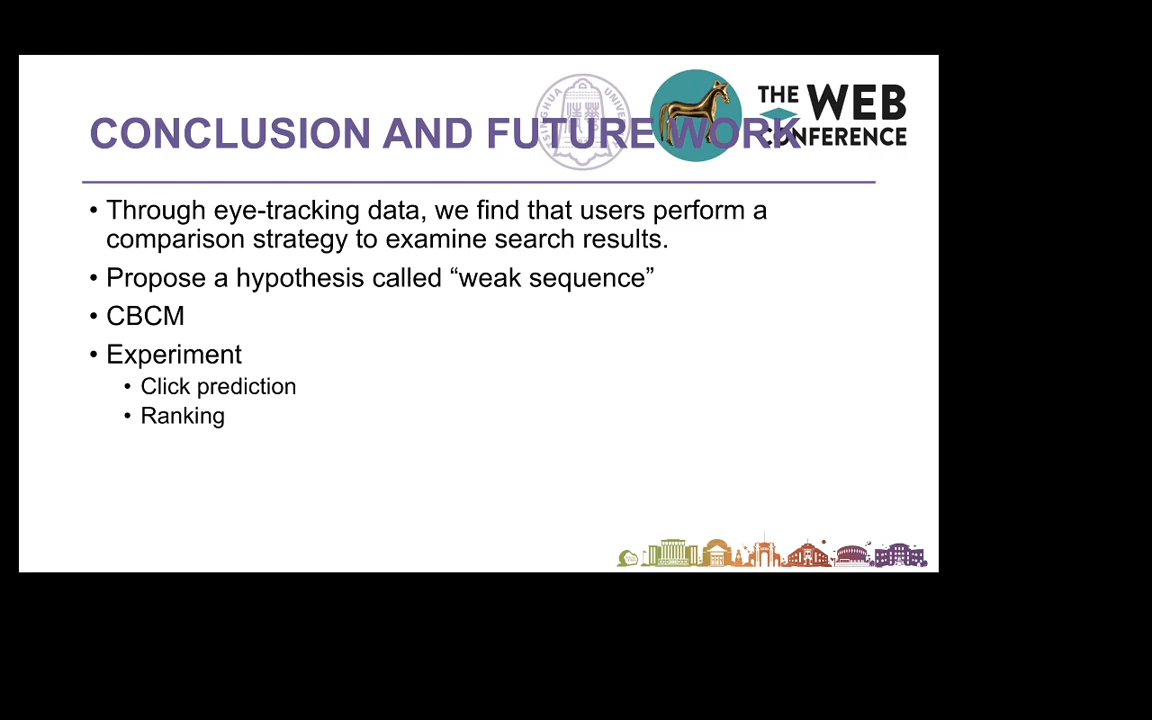 THE WEB
CONFERENCE
CONCLUSION AND FUTURE WORK
• Through eye-tracking data, we find that users perform a
comparison strategy to examine search results.
• Propose a hypothesis called “weak sequence”
• CBCM
• Experiment
• Click prediction
• Ranking